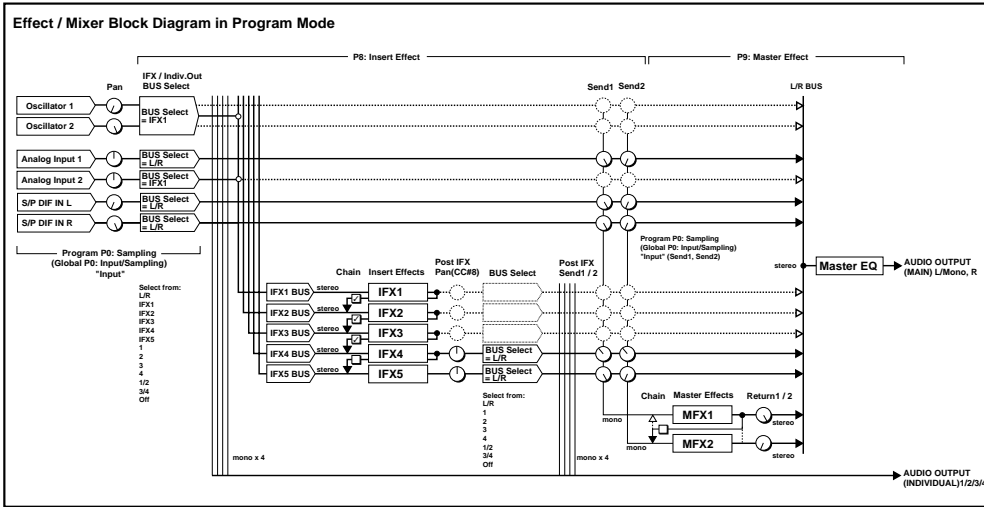 Effect / Mixer Block Diagram in Program Mode
P8: Insert Effect
P9: Master Effect
Pan
IFX / Indiv.Out
BUS Select
Send1
Send2
L/R BUS
Oscillator 1
Oscillator 2
BUS Select
= IFX1
Analog Input 1
BUS Select
= L/R
Analog Input 2
BUS Select
= IFX1
S/P DIF IN L
BUS Select
= L/R
S/P DIF IN R
BUS Select
= L/R
Program P0: Sampling
(Global P0: Input/Sampling)
"Input"
Program P0: Sampling
(Global P0: Input/Sampling)
"Input" (Send1, Send2)
stereo
Master EQ
AUDIO OUTPUT
(MAIN) L/Mono, R
Select from:
L/R
IFX1
IFX2
IFX3
IFX4
IFX5
1
2
3
4
1/2
3/4
Off
Chain
Insert Effects
Post IFX
Pan(CC#8)
BUS Select
Post IFX
Send1 / 2
IFX1 BUS
stereo
IFX1
IFX2 BUS
stereo
IFX2
IFX3 BUS
stereo
IFX3
IFX4 BUS
stereo
IFX4
BUS Select
= L/R
IFX5 BUS
stereo
IFX5
BUS Select
= L/R
Select from:
L/R
1
2
3
4
1/2
3/4
Off
Chain
Master Effects
Return1 / 2
mono
MFX1
stereo
mono
MFX2
stereo
mono x 4
mono x 4
AUDIO OUTPUT
(INDIVIDUAL)1/2/3/4